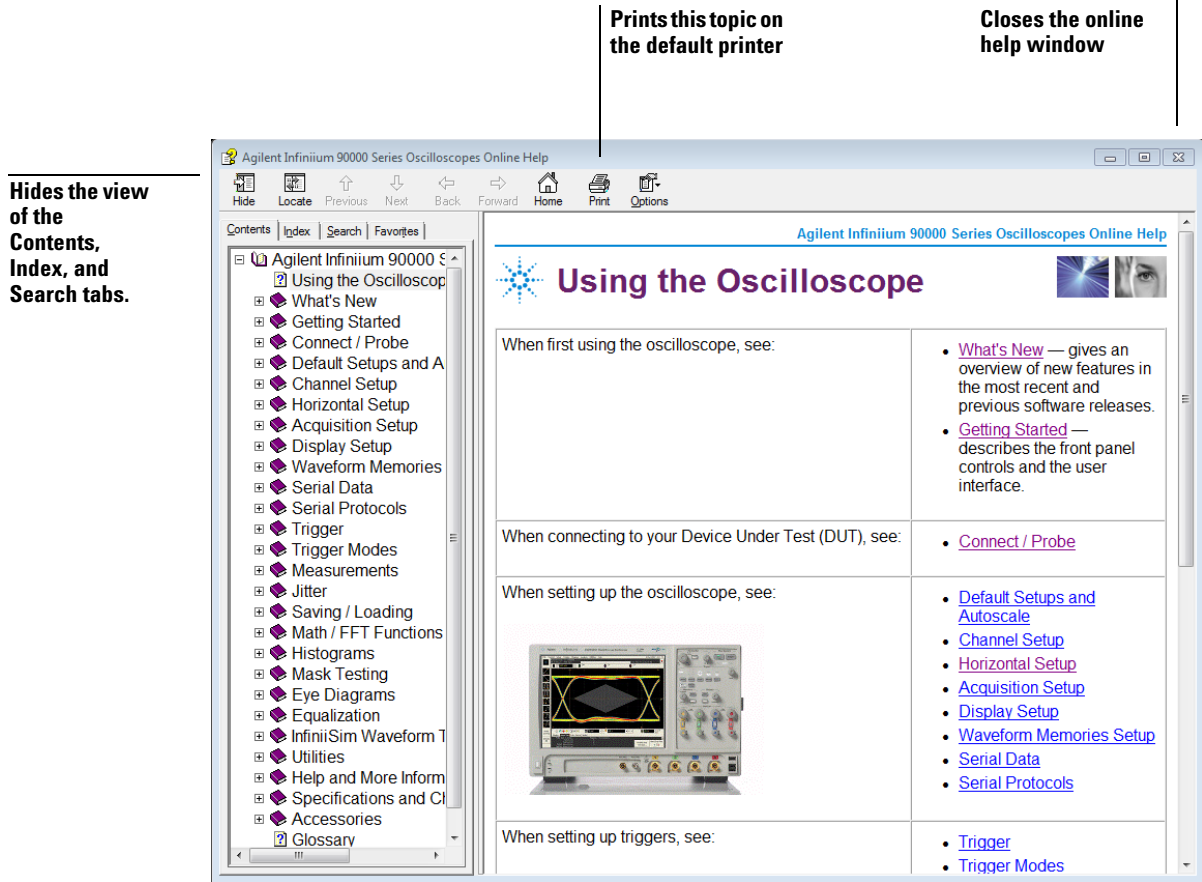 Prints this topic on
the default printer
Closes the online
help window
Hides the view
of the
Contents,
Index, and
Search tabs.
Agilent Infiniium 90000 Series Oscilloscopes Online Help
Hide Locate Previous Next Back Forward Home Print Options
Contents Index Search Favorites
Agilent Infiniium 90000 S
Using the Oscilloscop
What's New
Getting Started
Connect / Probe
Default Setups and A
Channel Setup
Horizontal Setup
Acquisition Setup
Display Setup
Waveform Memories
Serial Data
Serial Protocols
Trigger
Trigger Modes
Measurements
Jitter
Saving / Loading
Math / FFT Functions
Histograms
Mask Testing
Eye Diagrams
Equalization
InfiniiSim Waveform T
Utilities
Help and More Inform
Specifications and Ch
Accessories
Glossary
Agilent Infiniium 90000 Series Oscilloscopes Online Help
Using the Oscilloscope
When first using the oscilloscope, see:
• What's New — gives an
overview of new features in
the most recent and
previous software releases.
• Getting Started —
describes the front panel
controls and the user
interface.
When connecting to your Device Under Test (DUT), see:
• Connect / Probe
When setting up the oscilloscope, see:
• Default Setups and
Autoscale
• Channel Setup
• Horizontal Setup
• Acquisition Setup
• Display Setup
• Waveform Memories Setup
• Serial Data
• Serial Protocols
When setting up triggers, see:
• Trigger
• Trigger Modes